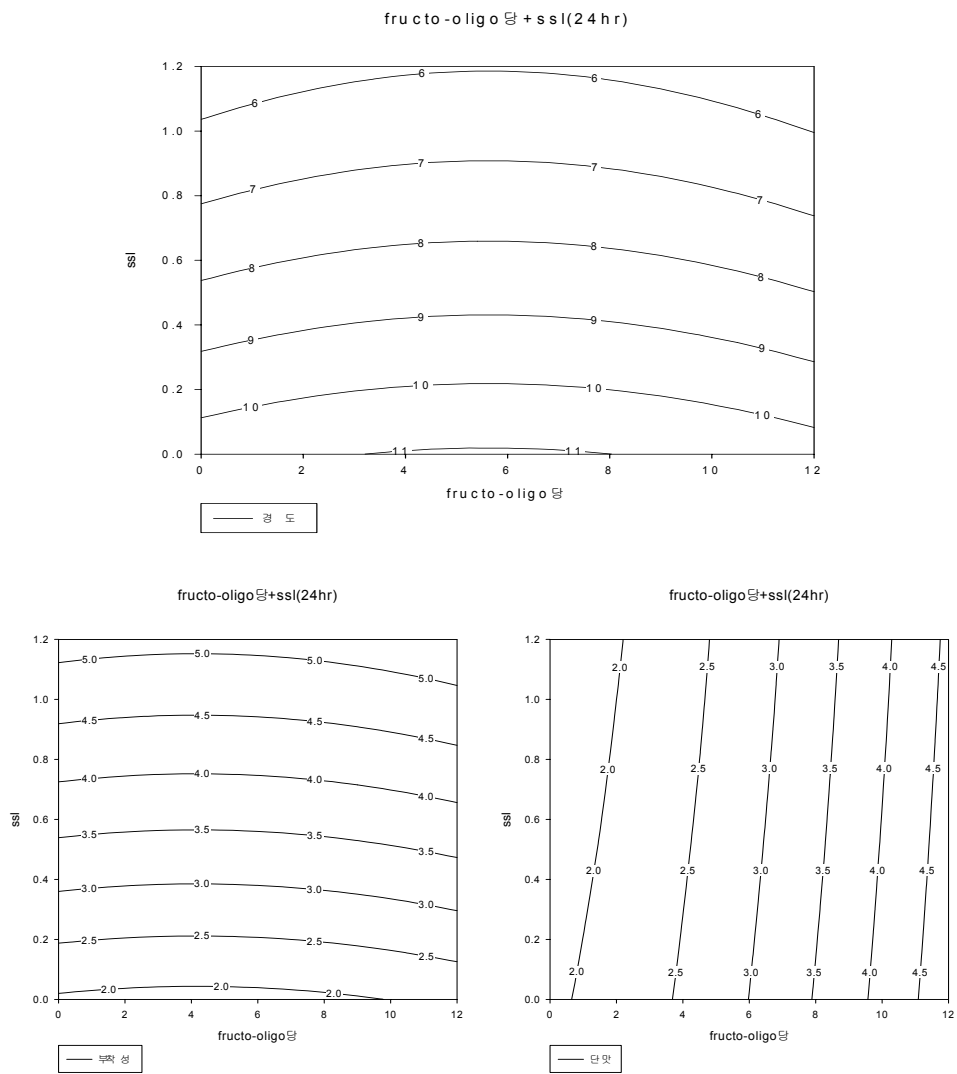 fructo-oligo당+ssl(24hr)
1.2
1.0
0.8
0.6
0.4
0.2
0.0
ssl
6 6 6 6
7 7 7 7
8 8 8 8
9 9 9 9
10 10 10 10
11 11
0 2 4 6 8 10 12
fructo-oligo당
경 도
fructo-oligo당+ssl(24hr)
1.2
1.0
0.8
0.6
0.4
0.2
0.0
ssl
5.0 5.0 5.0 5.0
4.5 4.5 4.5 4.5
4.0 4.0 4.0 4.0
3.5 3.5 3.5 3.5
3.0 3.0 3.0 3.0
2.5 2.5 2.5 2.5
2.0 2.0 2.0
0 2 4 6 8 10 12
fructo-oligo당
부착 성
fructo-oligo당+ssl(24hr)
1.2
1.0
0.8
0.6
0.4
0.2
0.0
ssl
2.0 2.5 3.0 3.5 4.0 4.5
2.0 2.5 3.0 3.5 4.0 4.5
2.0 2.5 3.0 3.5 4.0 4.5
2.0 2.5 3.0 3.5 4.0 4.5
0 2 4 6 8 10 12
fructo-oligo당
단맛